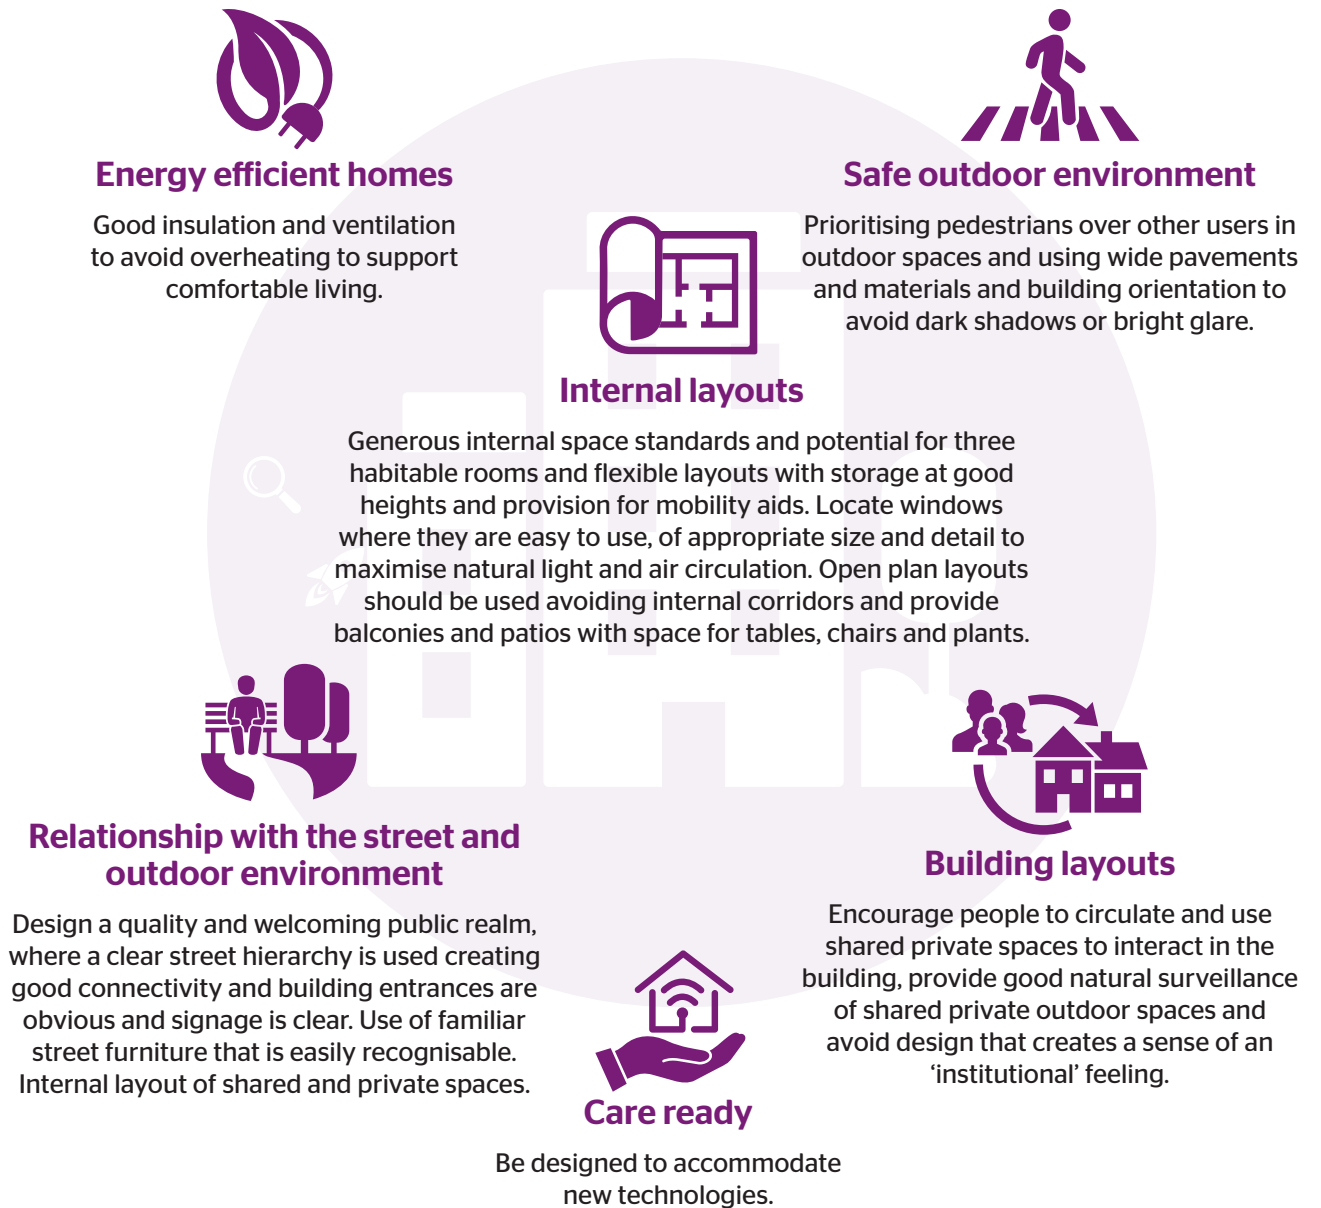 Energy efficient homes
Good insulation and ventilation
to avoid overheating to support
comfortable living.
Safe outdoor environment
Prioritising pedestrians over other users in
outdoor spaces and using wide pavements
and materials and building orientation to
avoid dark shadows or bright glare.
Internal layouts
Generous internal space standards and potential for three
habitable rooms and flexible layouts with storage at good
heights and provision for mobility aids. Locate windows
where they are easy to use, of appropriate size and detail to
maximise natural light and air circulation. Open plan layouts
should be used avoiding internal corridors and provide
balconies and patios with space for tables, chairs and plants.
Relationship with the street and
outdoor environment
Design a quality and welcoming public realm,
where a clear street hierarchy is used creating
good connectivity and building entrances are
obvious and signage is clear. Use of familiar
street furniture that is easily recognisable.
Internal layout of shared and private spaces.
Building layouts
Encourage people to circulate and use
shared private spaces to interact in the
building, provide good natural surveillance
of shared private outdoor spaces and
avoid design that creates a sense of an
‘institutional’ feeling.
Care ready
Be designed to accommodate
new technologies.